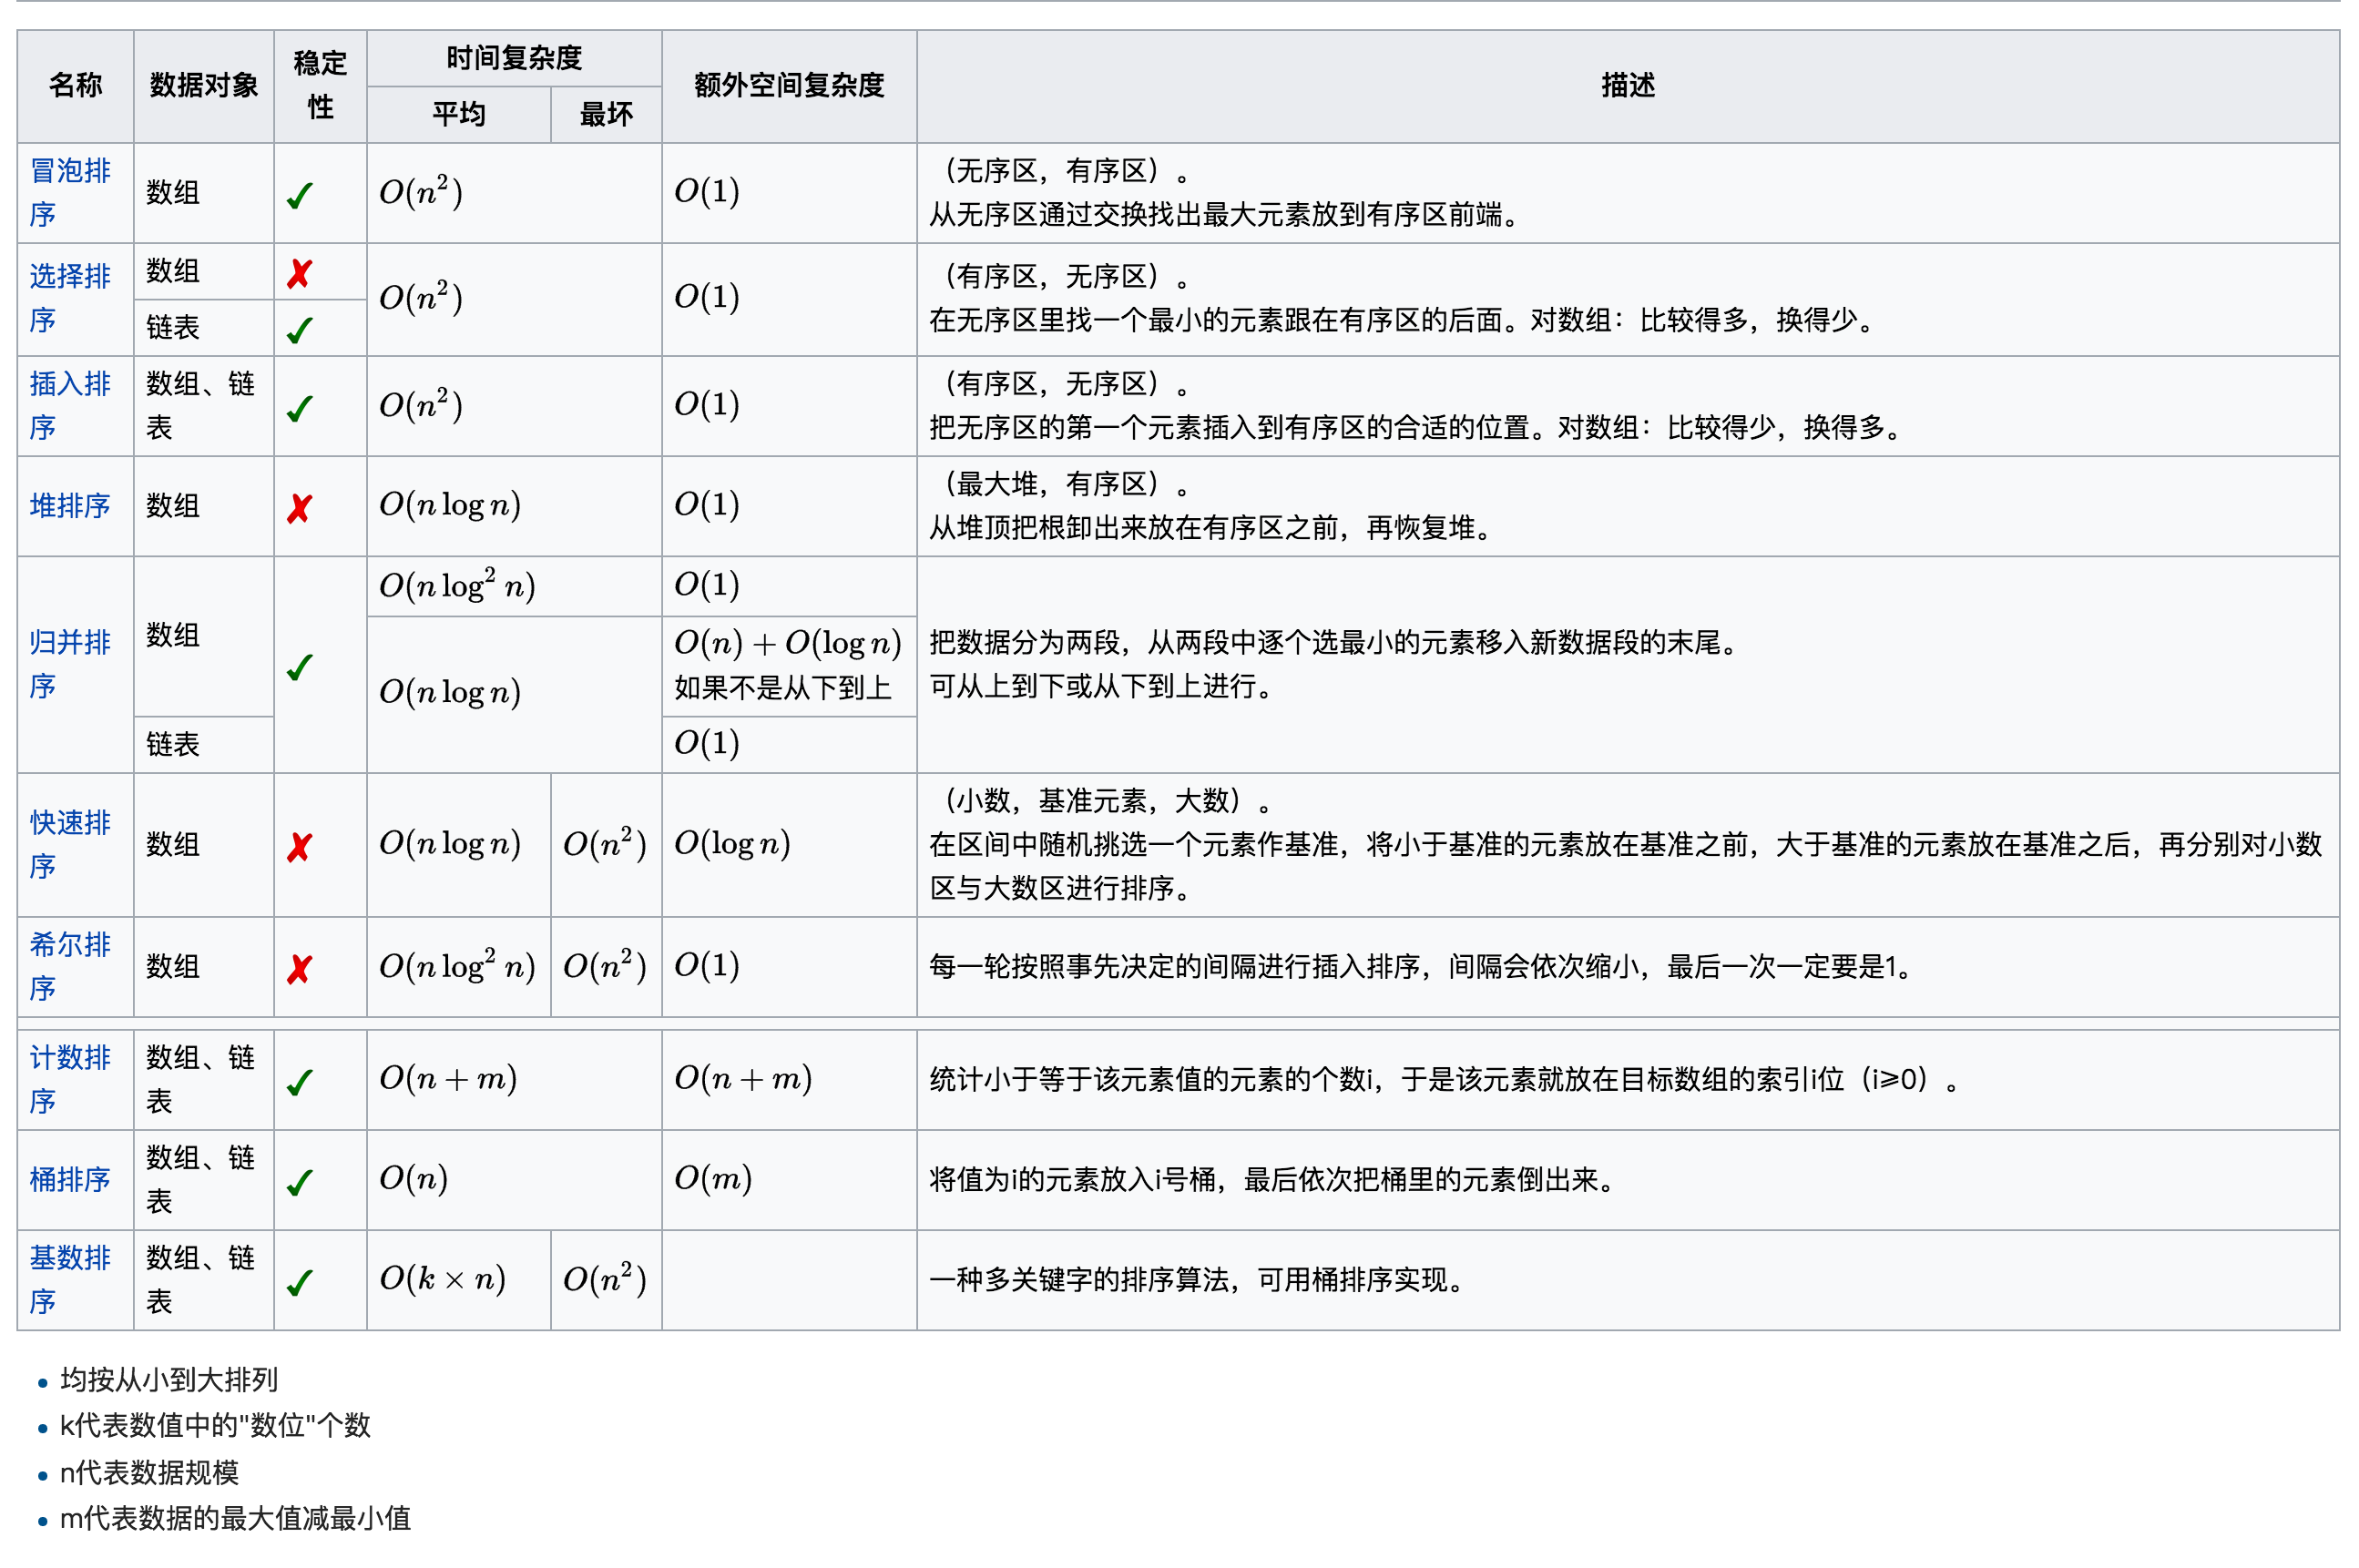 名称
数据对象
稳定
性
时间复杂度
平均
最坏
额外空间复杂度
描述
冒泡排
序
数组
✓
O(n²)
O(1)
（无序区，有序区）。
从无序区通过交换找出最大元素放到有序区前端。
选择排
序
数组
✗
链表
✓
O(n²)
O(1)
（有序区，无序区）。
在无序区里找一个最小的元素跟在有序区的后面。对数组：比较得多，换得少。
插入排
序
数组、链
表
✓
O(n²)
O(1)
（有序区，无序区）。
把无序区的第一个元素插入到有序区的合适的位置。对数组：比较得少，换得多。
堆排序
数组
✗
O(n log n)
O(1)
（最大堆，有序区）。
从堆顶把根卸出来放在有序区之前，再恢复堆。
归并排
序
数组
链表
✓
O(n log² n)
O(1)
O(n log n)
O(n) + O(log n)
如果不是从下到上
O(1)
把数据分为两段，从两段中逐个选最小的元素移入新数据段的末尾。
可从上到下或从下到上进行。
快速排
序
数组
✗
O(n log n)
O(n²)
O(log n)
（小数，基准元素，大数）。
在区间中随机挑选一个元素作基准，将小于基准的元素放在基准之前，大于基准的元素放在基准之后，再分别对小数
区与大数区进行排序。
希尔排
序
数组
✗
O(n log² n)
O(n²)
O(1)
每一轮按照事先决定的间隔进行插入排序，间隔会依次缩小，最后一次一定要是1。
计数排
序
数组、链
表
✓
O(n + m)
O(n + m)
统计小于等于该元素值的元素的个数i，于是该元素就放在目标数组的索引i位（i⩾0）。
桶排序
数组、链
表
✓
O(n)
O(m)
将值为i的元素放入i号桶，最后依次把桶里的元素倒出来。
基数排
序
数组、链
表
✓
O(k × n)
O(n²)
一种多关键字的排序算法，可用桶排序实现。
• 均按从小到大排列
• k代表数值中的"数位"个数
• n代表数据规模
• m代表数据的最大值减最小值